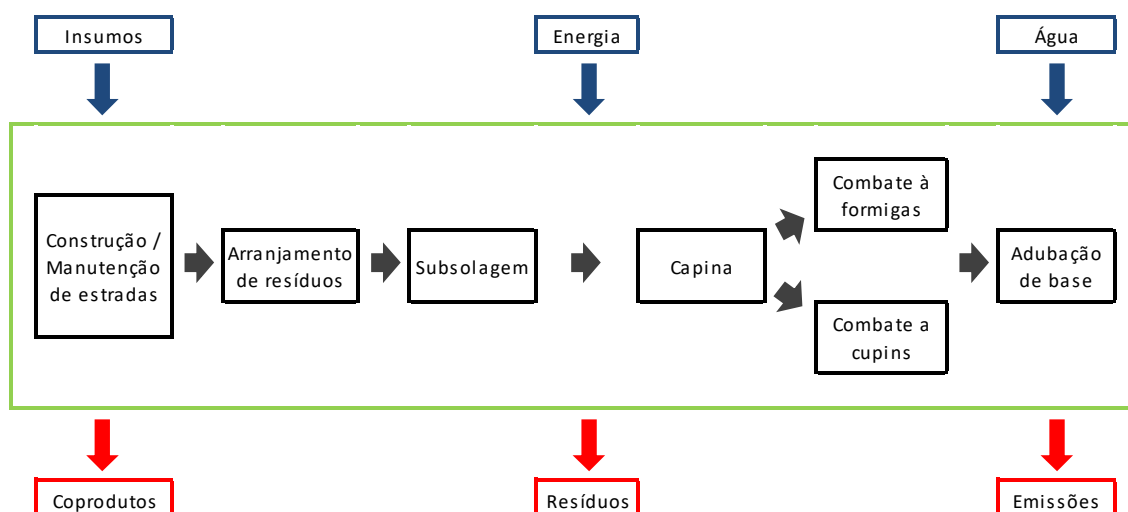 Insumos
Energia
Água
Construção /
Manutenção
de estradas
Arranjamento
de resíduos
Subsolagem
Capina
Combate à
formigas
Combate a
cupins
Adubação
de base
Coprodutos
Resíduos
Emissões